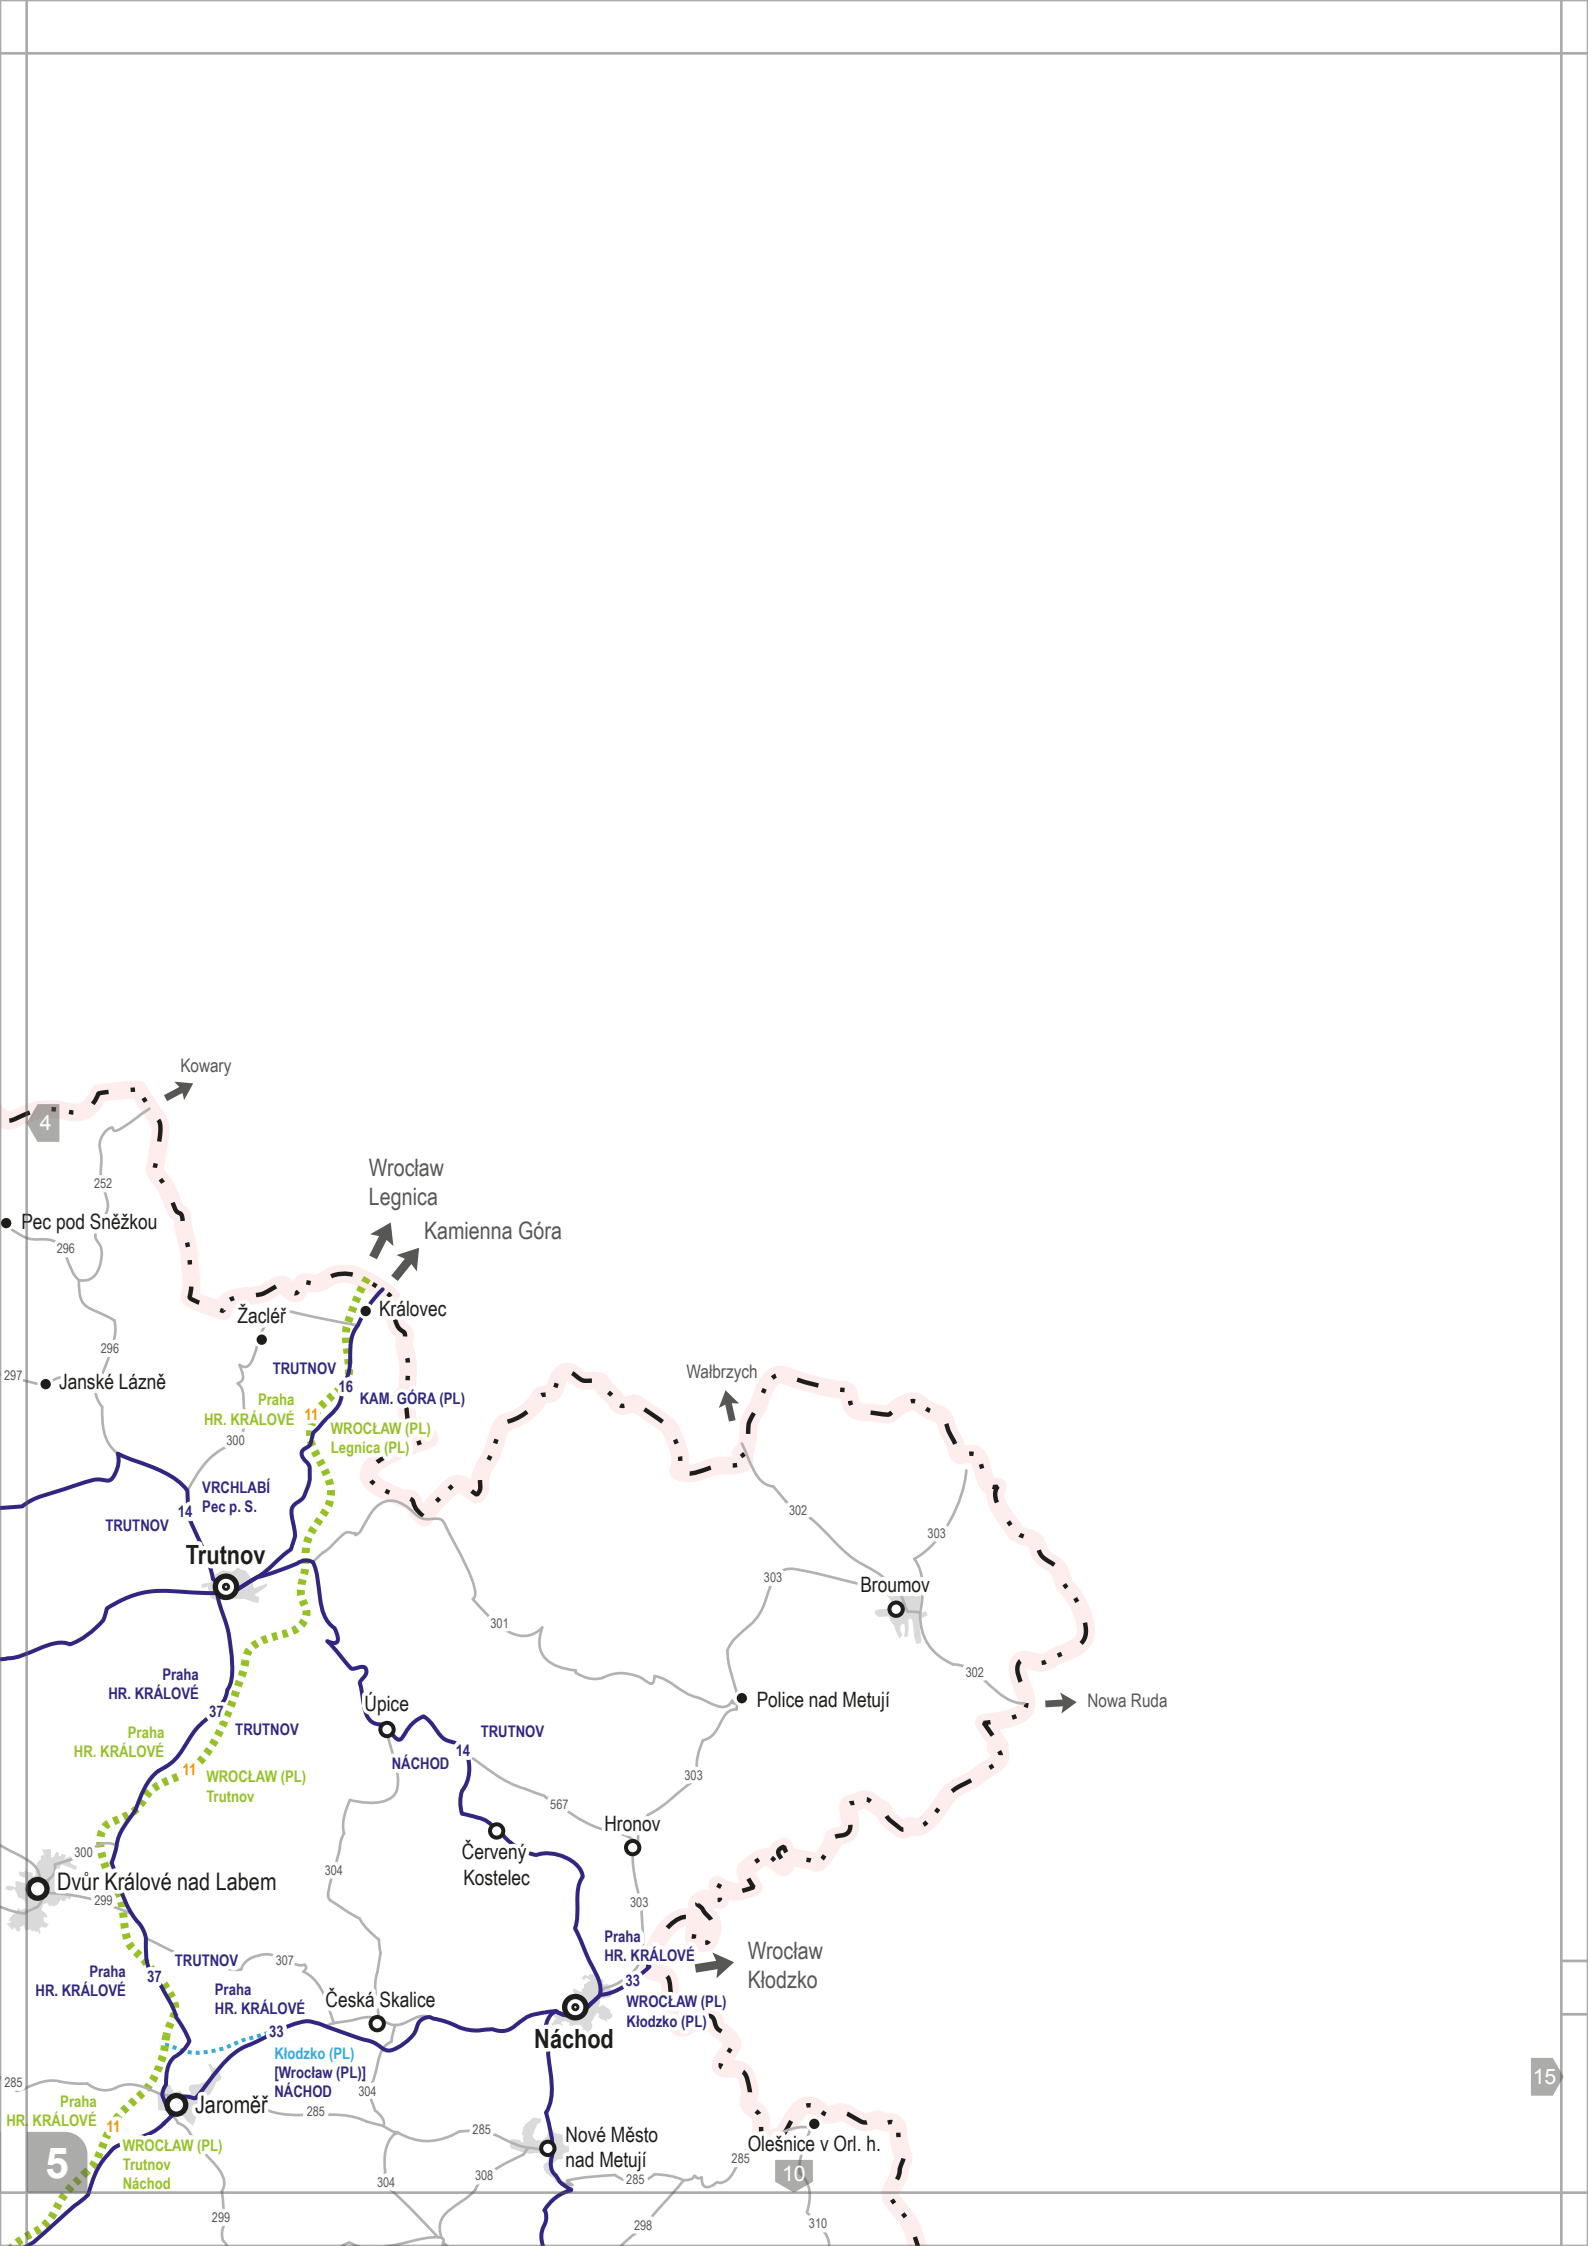 Kowary
4
Wrocław
Legnica
252
Pec pod Sněžkou
Kamienna Góra
296
Královec
Žacléř
296
TRUTNOV
Wałbrzych
297
Janské Lázně
16
KAM. GÓRA (PL)
Praha
HR. KRÁLOVÉ
11
WROCŁAW (PL)
Legnica (PL)
300
VRCHLABÍ
Pec p. S.
14
TRUTNOV
302
303
Trutnov
303
Broumov
301
Praha
HR. KRÁLOVÉ
302
37
TRUTNOV
Úpice
Police nad Metují
Nowa Ruda
Praha
HR. KRÁLOVÉ
TRUTNOV
14
NÁCHOD
11
WROCŁAW (PL)
Trutnov
303
567
Hronov
300
Červený
Kostelec
304
Dvůr Králové nad Labem
299
303
Praha
HR. KRÁLOVÉ
Wrocław
Kłodzko
TRUTNOV
307
Praha
HR. KRÁLOVÉ
37
33
Praha
HR. KRÁLOVÉ
Česká Skalice
WROCŁAW (PL)
Kłodzko (PL)
33
Náchod
Kłodzko (PL)
[Wrocław (PL)]
NÁCHOD
285
304
15
Praha
HR. KRÁLOVÉ
Jaroměř
285
11
285
Nové Město
nad Metují
Olešnice v Orl. h.
WROCŁAW (PL)
Trutnov
Náchod
5
285
10
304
308
285
299
298
310